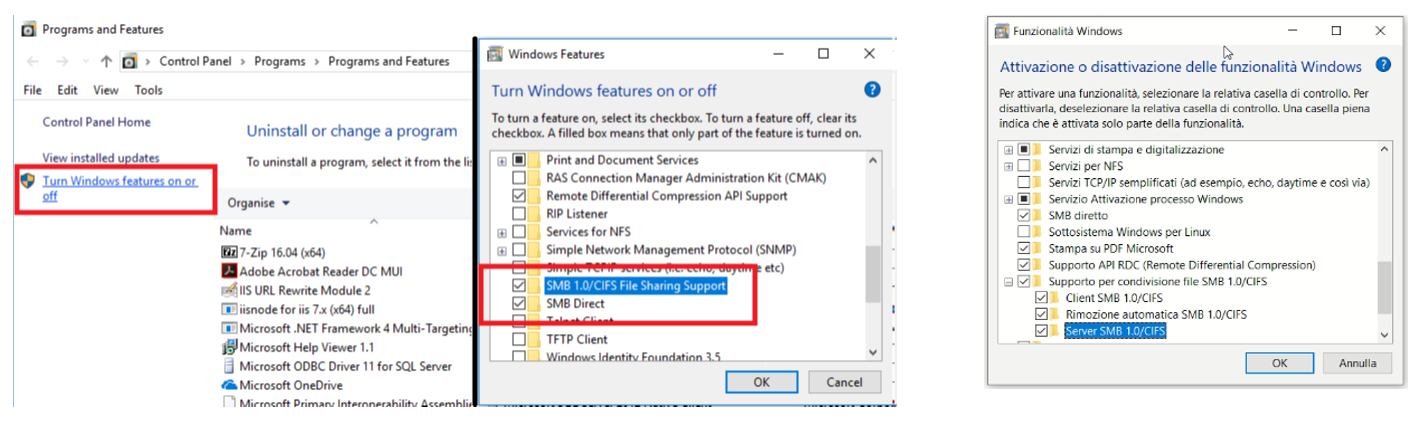 Programs and Features
Control Panel > Programs > Programs and Features
File Edit View Tools
Control Panel Home
View installed updates
Turn Windows features on or
off
Uninstall or change a program
To uninstall a program, select it from the lis
Organise
Name
7-Zip 16.04 (x64)
Adobe Acrobat Reader DC MUI
IIS URL Rewrite Module 2
iisnode for iis 7.x (x64) full
Microsoft .NET Framework 4 Multi-Targeting
Microsoft Help Viewer 1.1
Microsoft ODBC Driver 11 for SQL Server
Microsoft OneDrive
Microsoft Primary Interoperability Assemblie
Windows Features
Turn Windows features on or off
To turn a feature on, select its checkbox. To turn a feature off, clear its
checkbox. A filled box means that only part of the feature is turned on.
Print and Document Services
RAS Connection Manager Administration Kit (CMAK)
Remote Differential Compression API Support
RIP Listener
Services for NFS
Simple Network Management Protocol (SNMP)
Simple TCPIP services (i.e. echo, daytime etc)
SMB 1.0/CIFS File Sharing Support
SMB Direct
Telnet Client
TFTP Client
Windows Identity Foundation 3.5
OK Cancel
Funzionalità Windows
Attivazione o disattivazione delle funzionalità Windows
Per attivare una funzionalità, selezionare la relativa casella di controllo. Per
disattivarla, deselezionare la relativa casella di controllo. Una casella piena
indica che è attivata solo parte della funzionalità.
Servizi di stampa e digitalizzazione
Servizi per NFS
Servizi TCP/IP semplificati (ad esempio, echo, daytime e così via)
Servizio Attivazione processo Windows
SMB diretto
Sottosistema Windows per Linux
Stampa su PDF Microsoft
Supporto API RDC (Remote Differential Compression)
Supporto per condivisione file SMB 1.0/CIFS
Client SMB 1.0/CIFS
Rimozione automatica SMB 1.0/CIFS
Server SMB 1.0/CIFS
OK Annulla